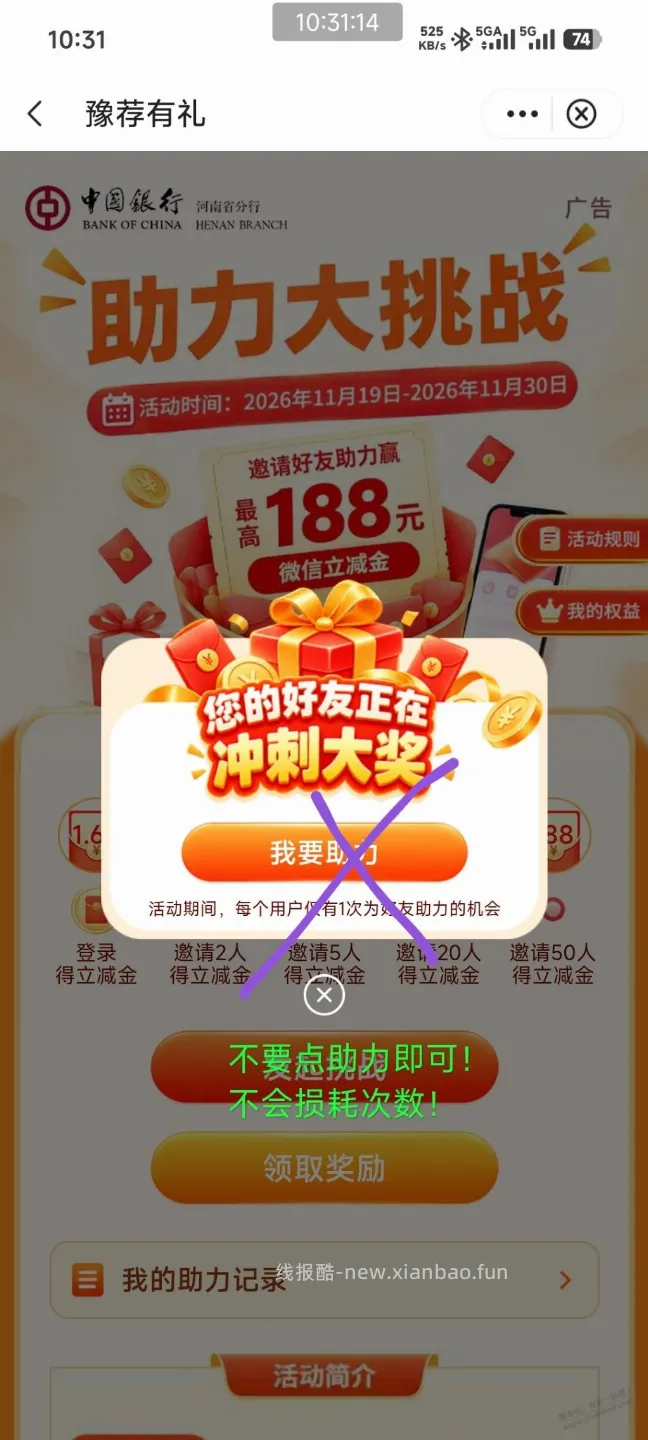 10:31
10:31:14
525 KB/s
5GA
5G
74
豫荐有礼
中國銀行
BANK OF CHINA
河南省分行
HENAN BRANCH
广告
助力大挑战
活动时间：2026年11月19日-2026年11月30日
邀请好友助力赢
最高188元
微信立减金
活动规则
我的权益
您的好友正在
冲刺大奖
我要助力
活动期间，每个用户仅有1次为好友助力的机会
登录
得立减金
邀请2人
得立减金
邀请5人
得立减金
邀请20人
得立减金
邀请50人
得立减金
不要点助力即可！
发起挑战
不会损耗次数！
领取奖励
我的助力记录
线报酷-new.xianbao.fun
活动简介